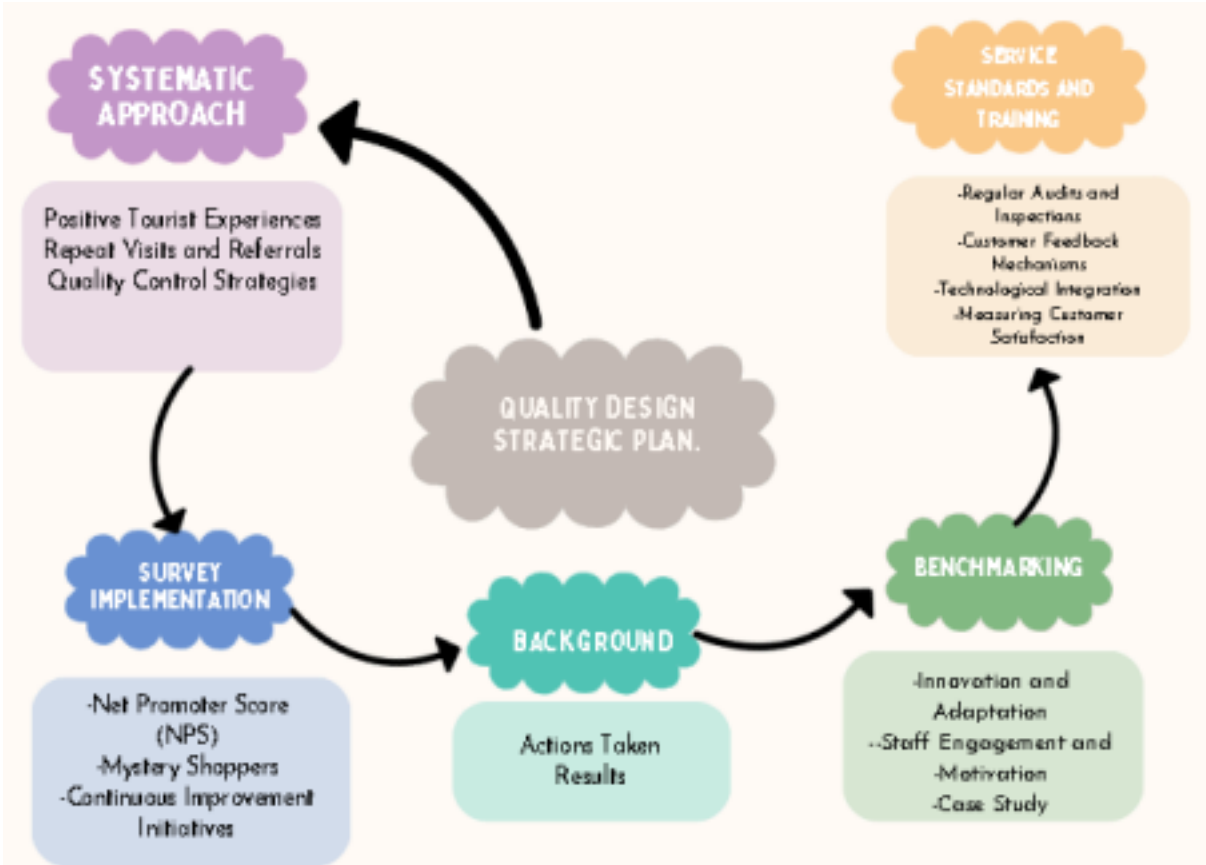 SYSTEMATIC
APPROACH
Positive Tourist Experiences
Repeat Visits and Referrals
Quality Control Strategies
SERVICE
STANDARDS AND
TRAINING
-Regular Audits and
Inspections
-Customer Feedback
Mechanisms
-Technological Integration
-Measuring Customer
Satisfaction
QUALITY DESIGN
STRATEGIC PLAN.
SURVEY
IMPLEMENTATION
-Net Promoter Score
(NPS)
-Mystery Shoppers
-Continuous Improvement
Initiatives
BACKGROUND
Actions Taken
Results
BENCHMARKING
-Innovation and
Adaptation
--Staff Engagement and
-Motivation
-Case Study